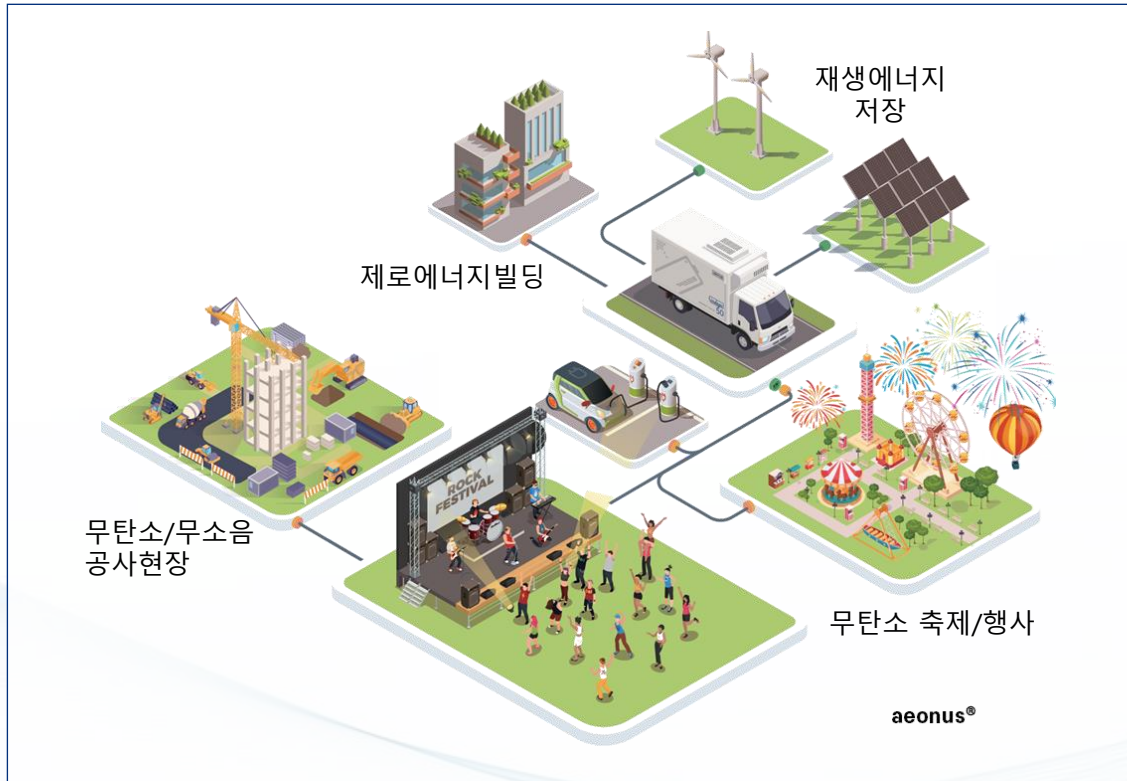 재생에너지
저장
제로에너지빌딩
ROCK
FESTIVAL
무탄소/무소음
공사현장
무탄소 축제/행사
aeonus®